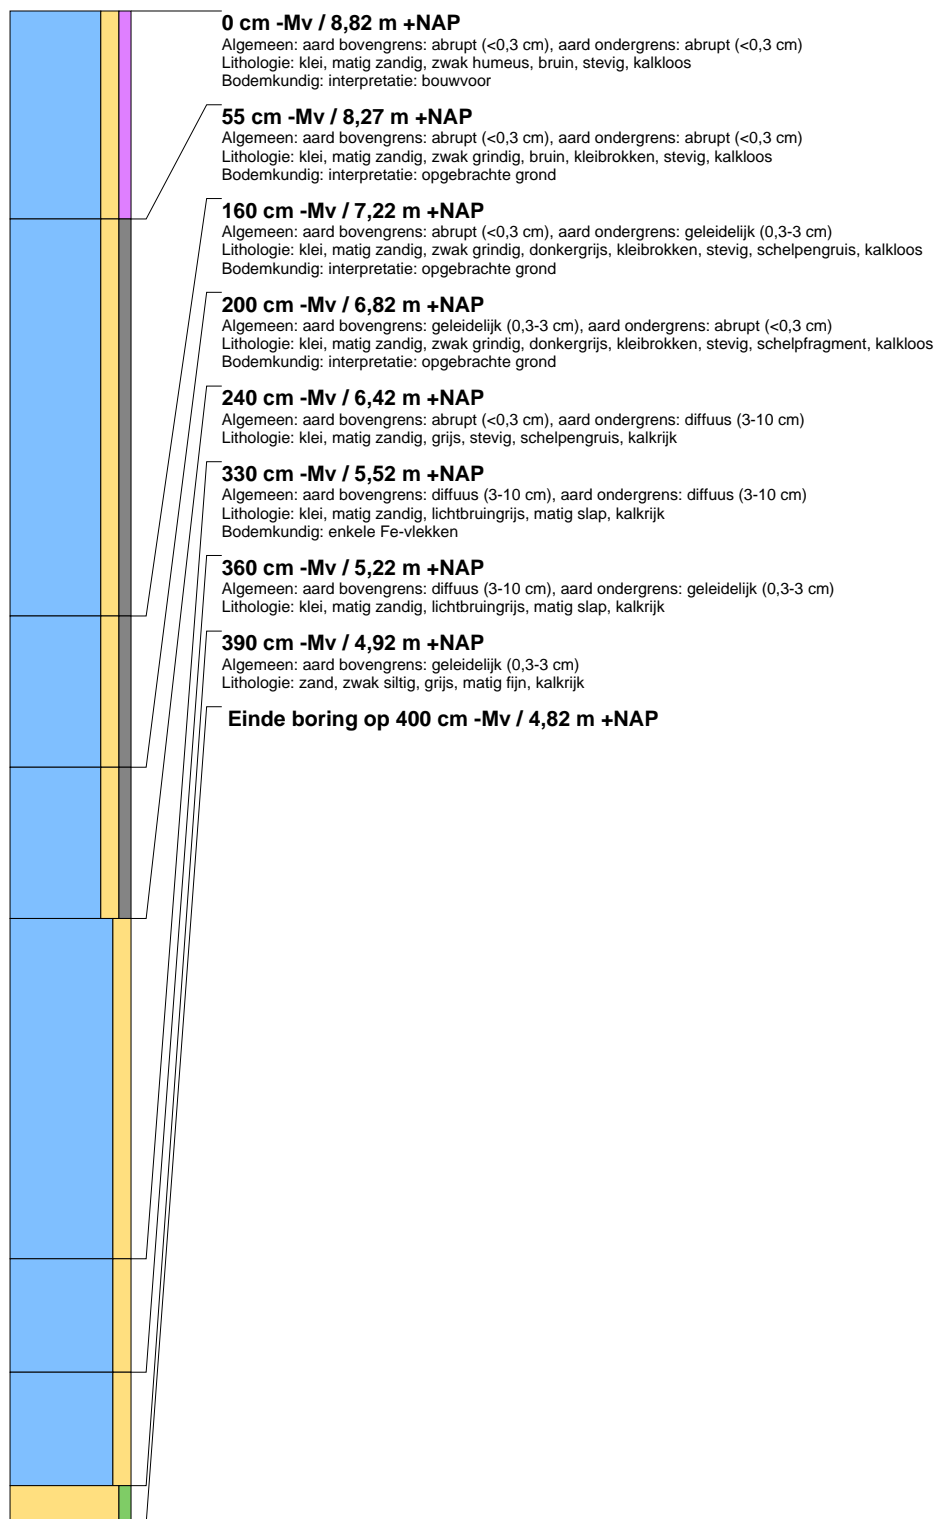 0 cm -Mv / 8,82 m +NAP
Algemeen: aard bovengrens: abrupt (<0,3 cm), aard ondergrens: abrupt (<0,3 cm)
Lithologie: klei, matig zandig, zwak humeus, bruin, stevig, kalkloos
Bodemkundig: interpretatie: bouwvoor
55 cm -Mv / 8,27 m +NAP
Algemeen: aard bovengrens: abrupt (<0,3 cm), aard ondergrens: abrupt (<0,3 cm)
Lithologie: klei, matig zandig, zwak grindig, bruin, kleibrokken, stevig, kalkloos
Bodemkundig: interpretatie: opgebrachte grond
160 cm -Mv / 7,22 m +NAP
Algemeen: aard bovengrens: abrupt (<0,3 cm), aard ondergrens: geleidelijk (0,3-3 cm)
Lithologie: klei, matig zandig, zwak grindig, donkergrijs, kleibrokken, stevig, schelpengruis, kalkloos
Bodemkundig: interpretatie: opgebrachte grond
200 cm -Mv / 6,82 m +NAP
Algemeen: aard bovengrens: geleidelijk (0,3-3 cm), aard ondergrens: abrupt (<0,3 cm)
Lithologie: klei, matig zandig, zwak grindig, donkergrijs, kleibrokken, stevig, schelpfragment, kalkloos
Bodemkundig: interpretatie: opgebrachte grond
240 cm -Mv / 6,42 m +NAP
Algemeen: aard bovengrens: abrupt (<0,3 cm), aard ondergrens: diffuus (3-10 cm)
Lithologie: klei, matig zandig, grijs, stevig, schelpengruis, kalkrijk
330 cm -Mv / 5,52 m +NAP
Algemeen: aard bovengrens: diffuus (3-10 cm), aard ondergrens: diffuus (3-10 cm)
Lithologie: klei, matig zandig, lichtbruingrijs, matig slap, kalkrijk
Bodemkundig: enkele Fe-vlekken
360 cm -Mv / 5,22 m +NAP
Algemeen: aard bovengrens: diffuus (3-10 cm), aard ondergrens: geleidelijk (0,3-3 cm)
Lithologie: klei, matig zandig, lichtbruingrijs, matig slap, kalkrijk
390 cm -Mv / 4,92 m +NAP
Algemeen: aard bovengrens: geleidelijk (0,3-3 cm)
Lithologie: zand, zwak siltig, grijs, matig fijn, kalkrijk
Einde boring op 400 cm -Mv / 4,82 m +NAP